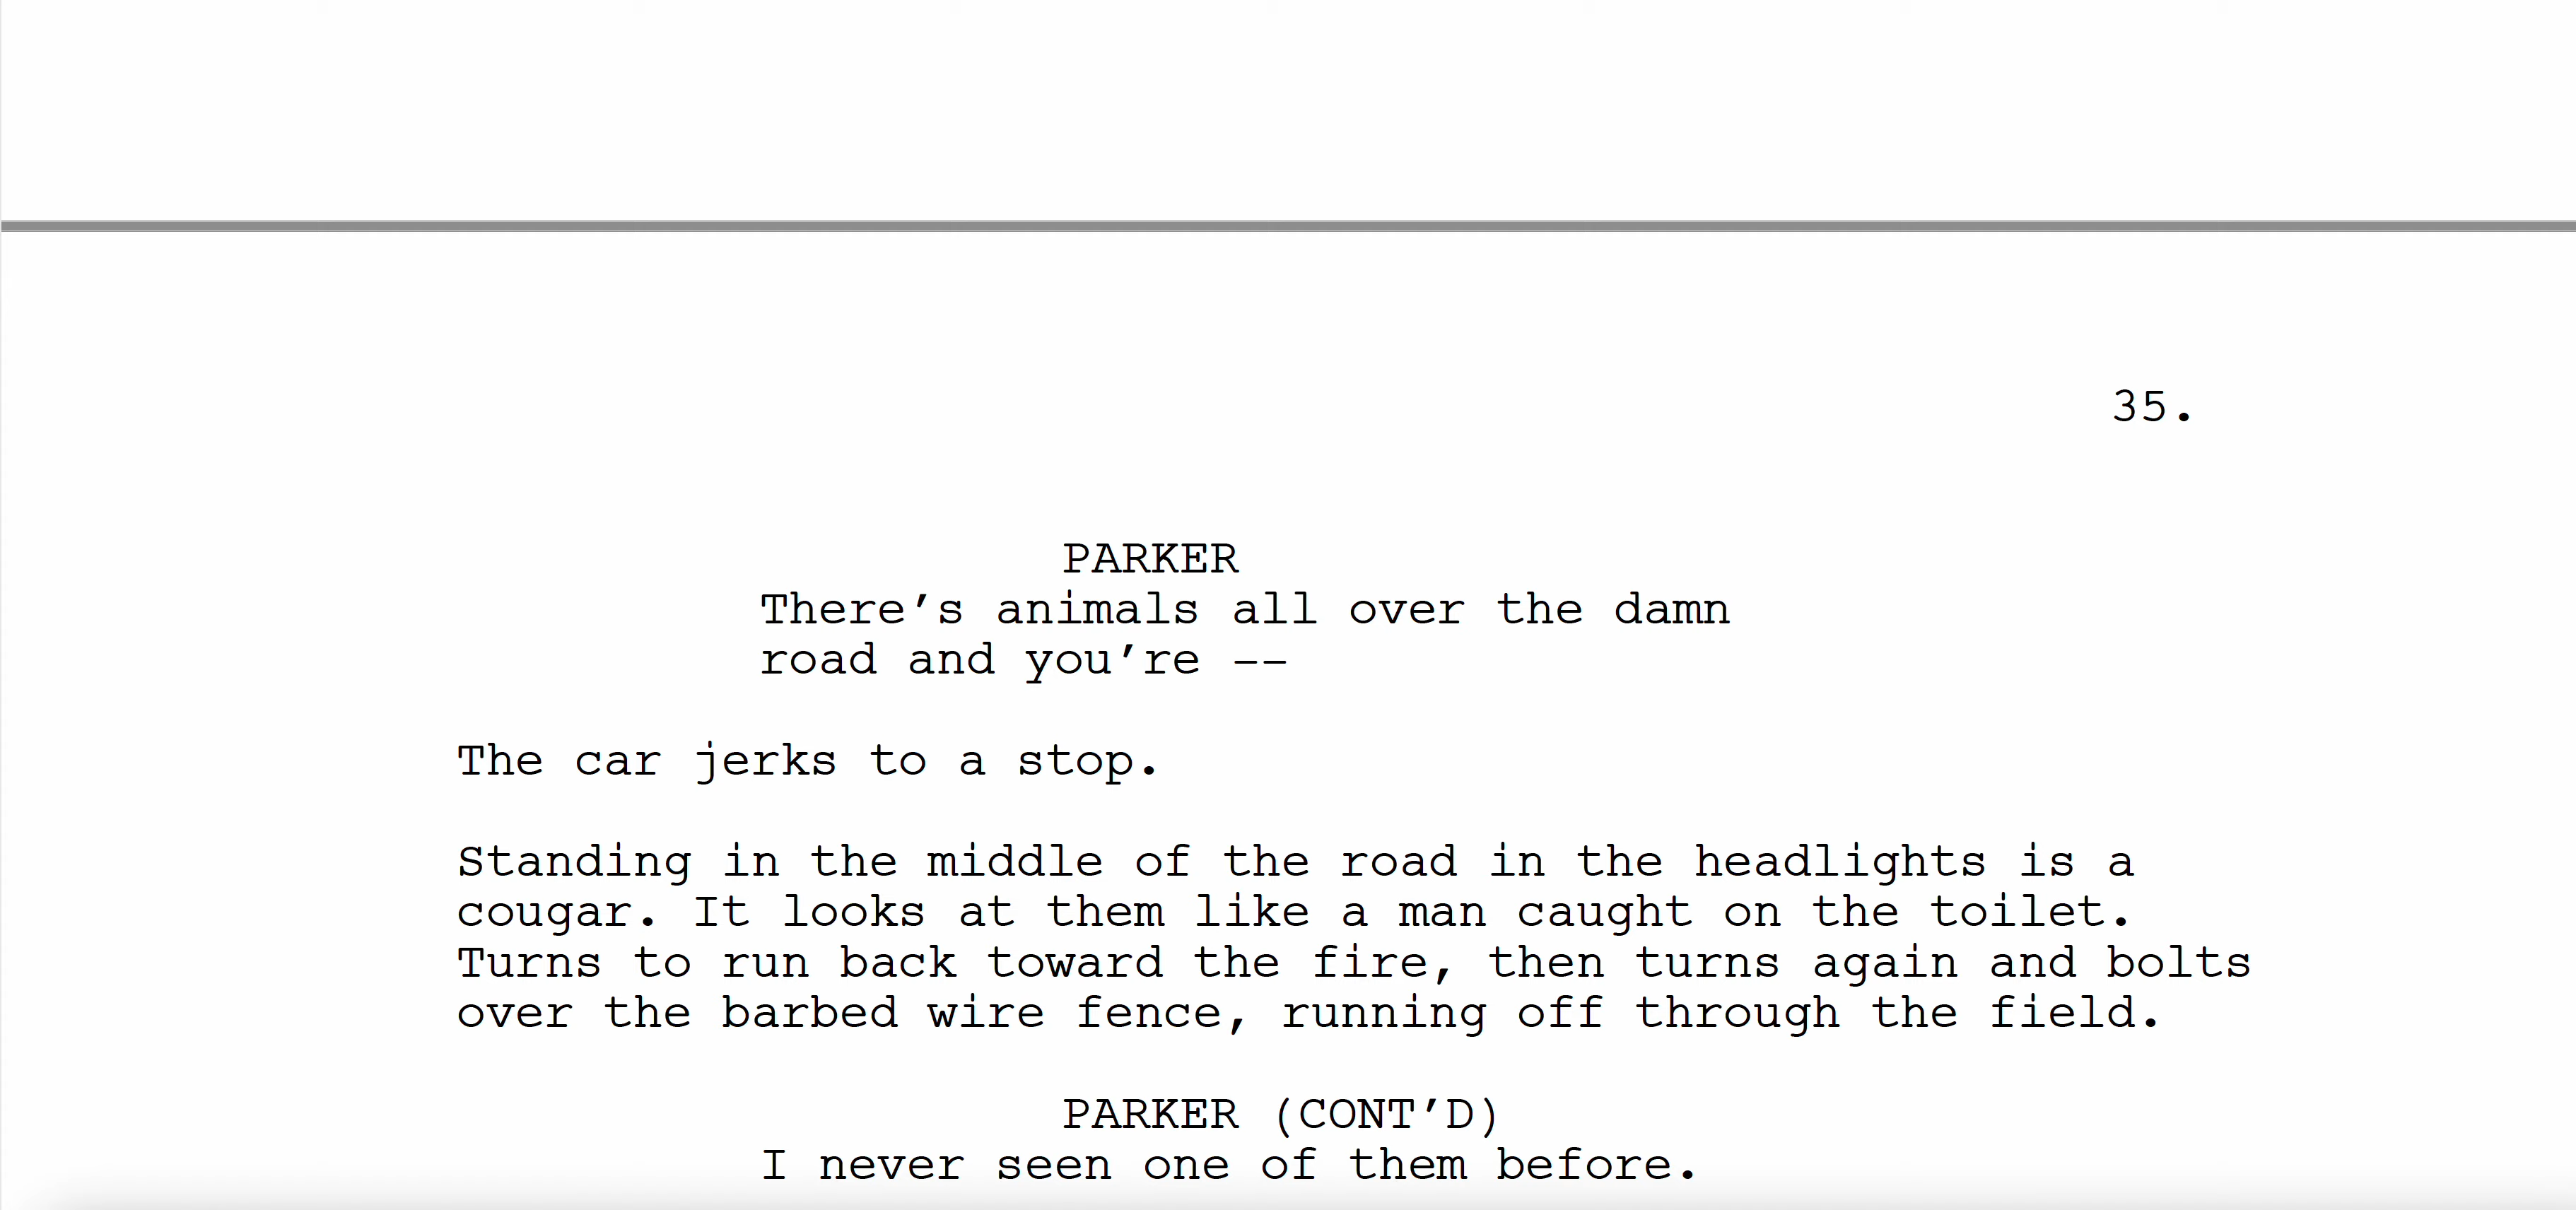 35.
PARKER
There’s animals all over the damn
road and you’re --
The car jerks to a stop.
Standing in the middle of the road in the headlights is a
cougar. It looks at them like a man caught on the toilet.
Turns to run back toward the fire, then turns again and bolts
over the barbed wire fence, running off through the field.
PARKER (CONT’D)
I never seen one of them before.